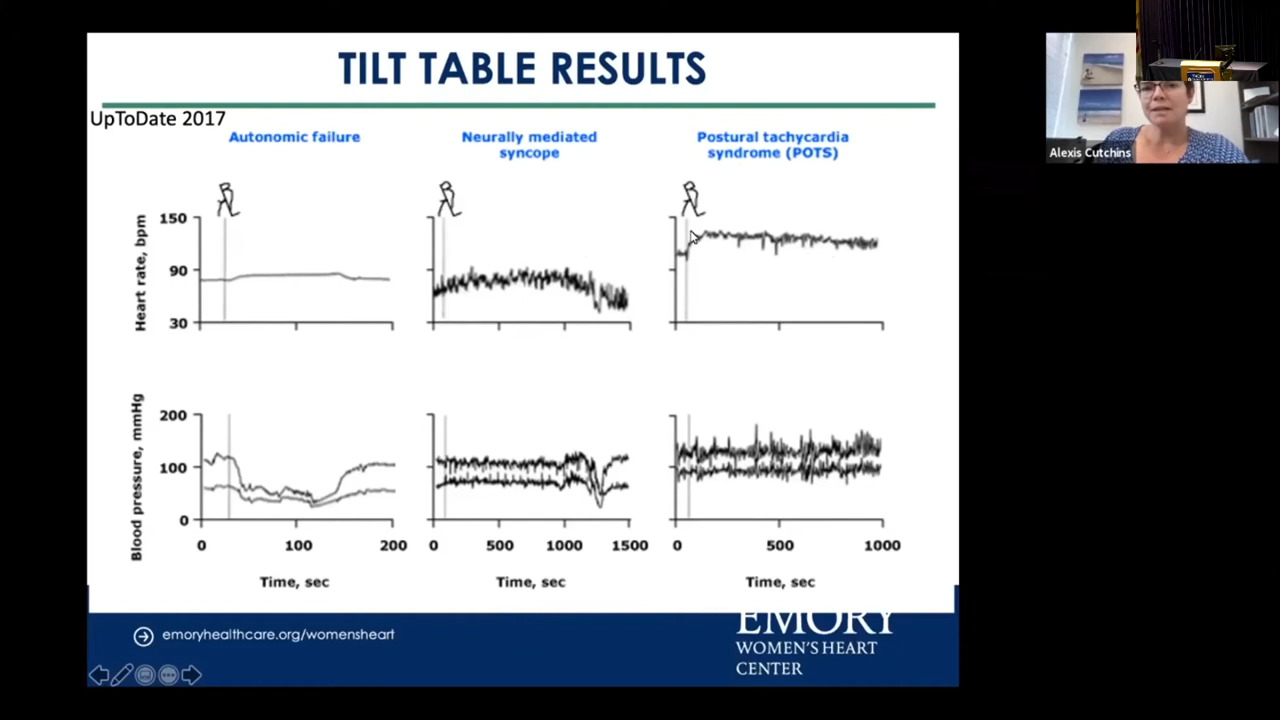 TILT TABLE RESULTS
UpToDate 2017
Autonomic failure
Neurally mediated
syncope
Postural tachycardia
syndrome (POTS)
Heart rate, bpm
150
90
30
Blood pressure, mmHg
200
100
0
0 100 200
0 500 1000 1500
0 500 1000
Time, sec
Time, sec
Time, sec
emoryhealthcare.org/womensheart
EMORY
WOMEN'S HEART
CENTER
Alexis Cutchins